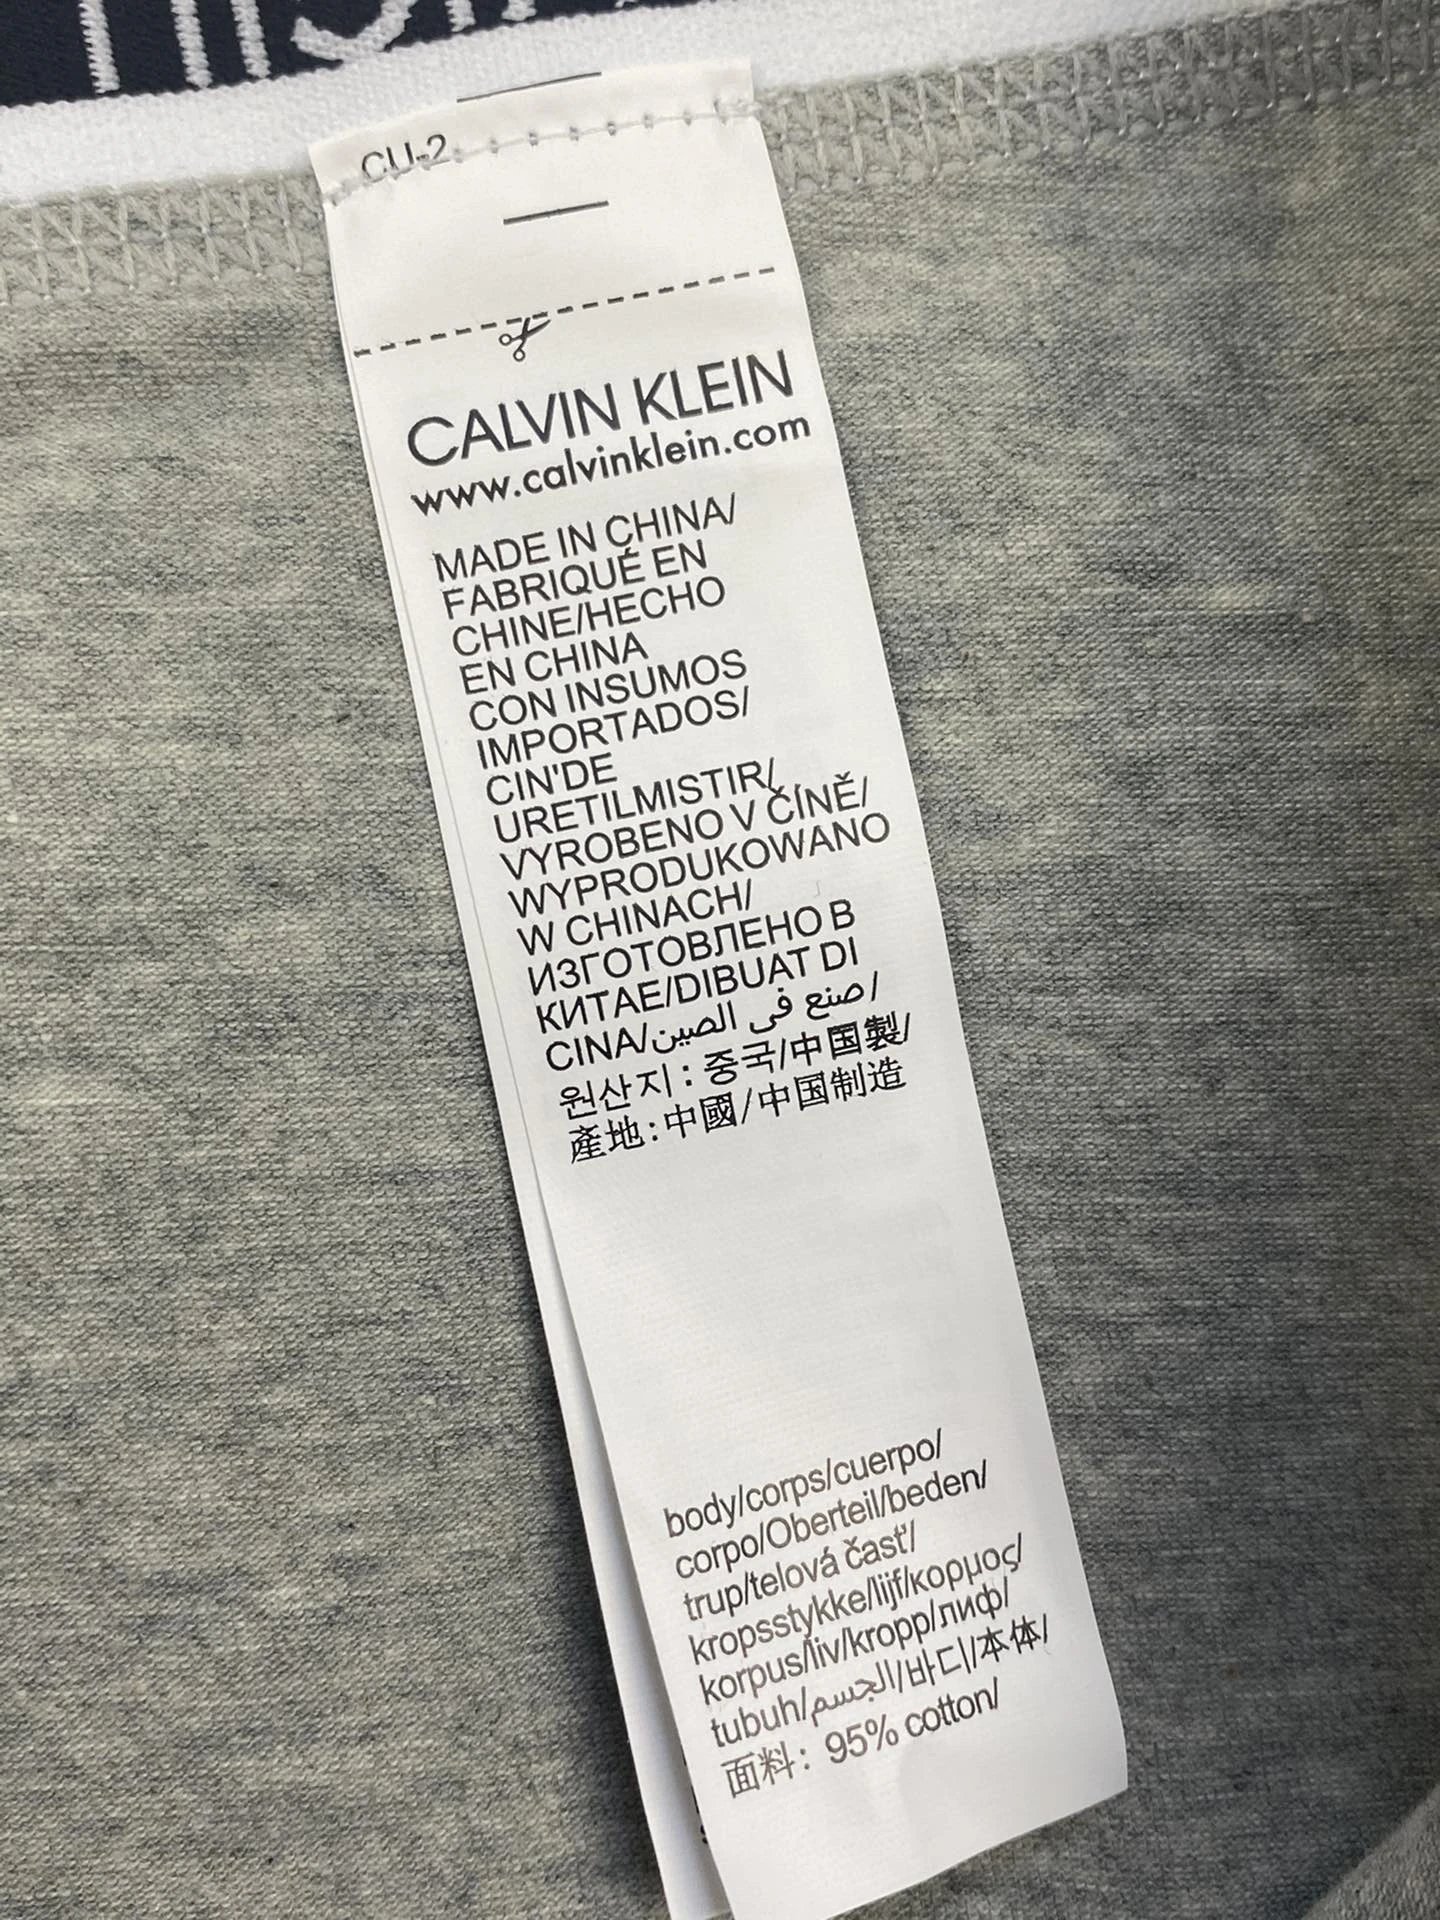 CU-2
CALVIN KLEIN
www.calvinklein.com
MADE IN CHINA/
FABRIQUÉ EN
CHINE/HECHO
EN CHINA
CON INSUMOS
IMPORTADOS/
CIN'DE
URETILMISTIR/
VYROBENO V ČÍNĚ/
WYPRODUKOWANO
W CHINACH/
ИЗГОТОВЛЕНО В
КИТАЕ/DIBUAT DI
CINA/صنع في الصين/
원산지:중국/中国製/
產地:中國/中国制造
body/corps/cuerpo/
corpo/Oberteil/beden/
trup/telová časť/
kropsstykke/lijf/κορμος/
korpus/liv/kropp/лиф/
tubuh/الجسم/바디/本体/
面料: 95% cotton/